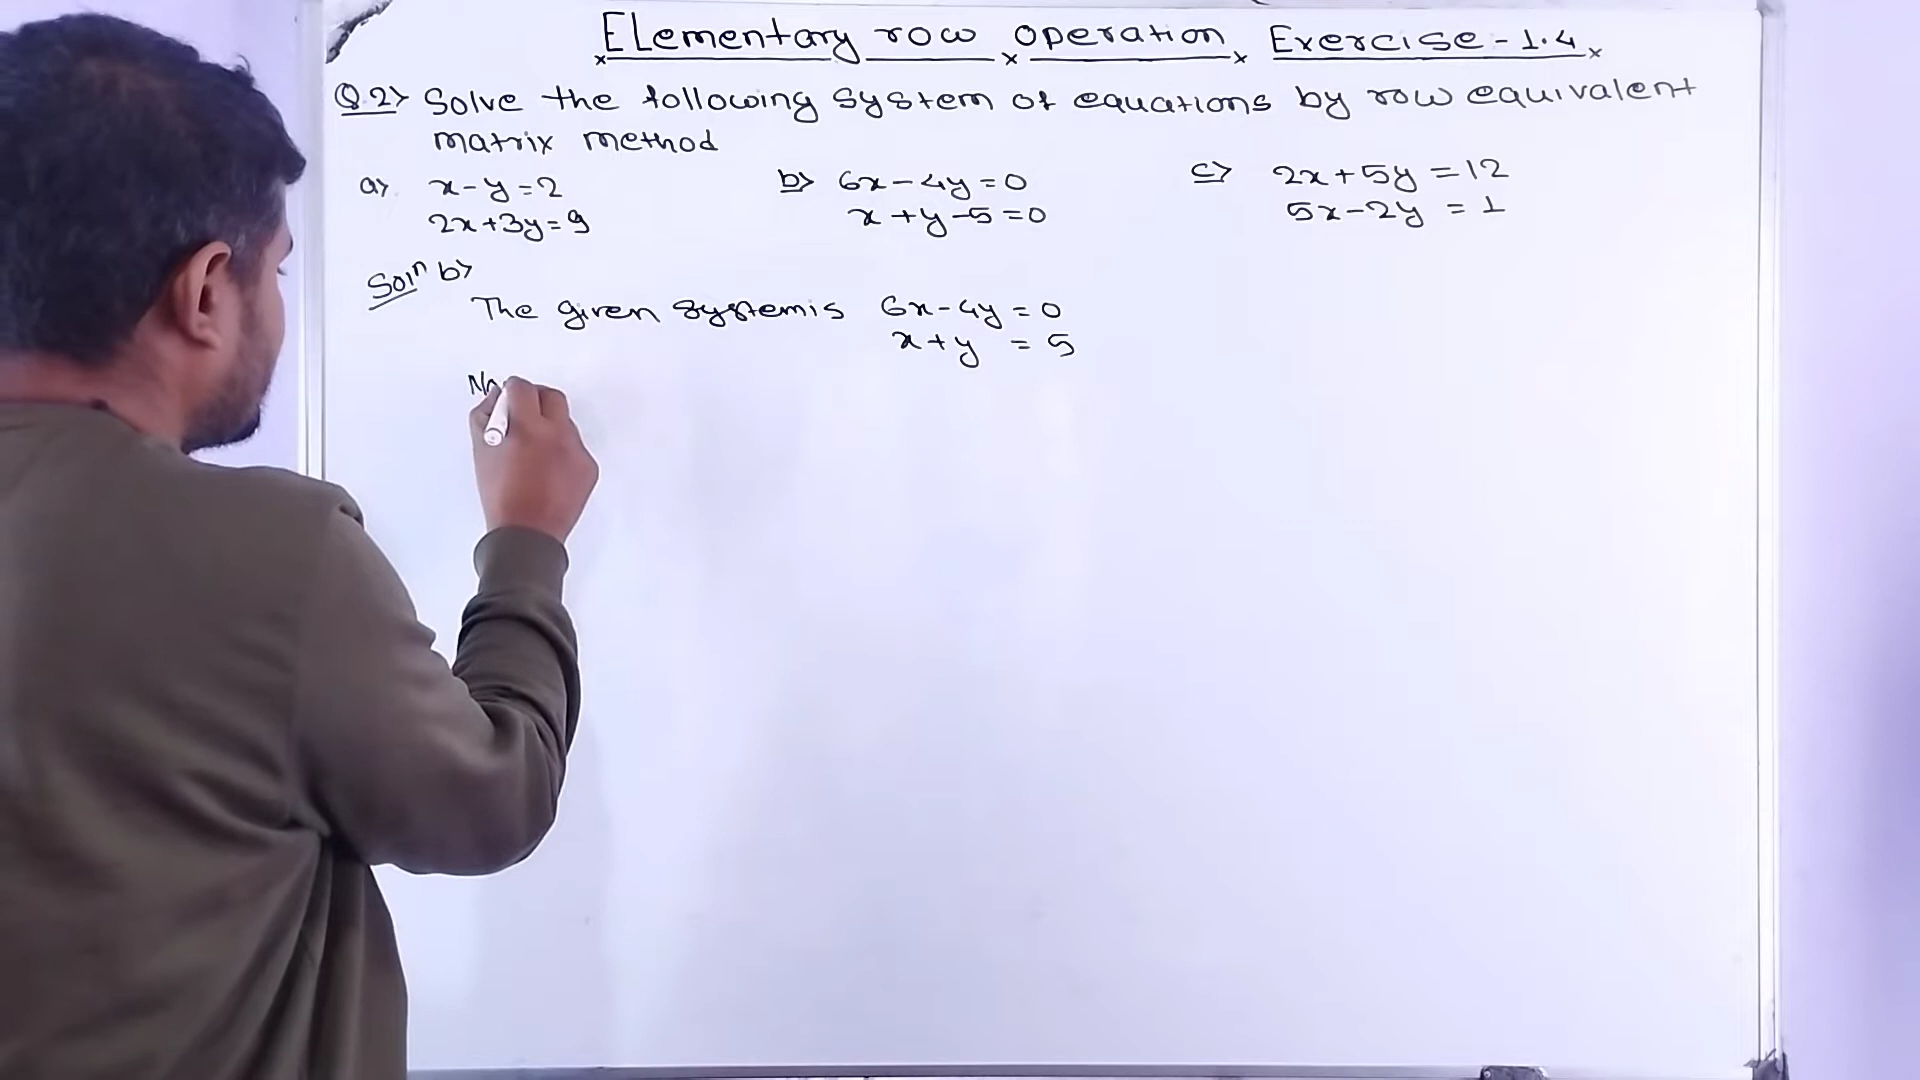 Elementary row operation Exercise-1.4
Q.2> Solve the following system of equations by row equivalent
matrix method
a> x-y=2 b> 6x-4y=0 c> 2x+5y=12
2x+3y=9 x+y-5=0 5x-2y=1
Solⁿ b>
The given system is 6x-4y=0
x+y=5